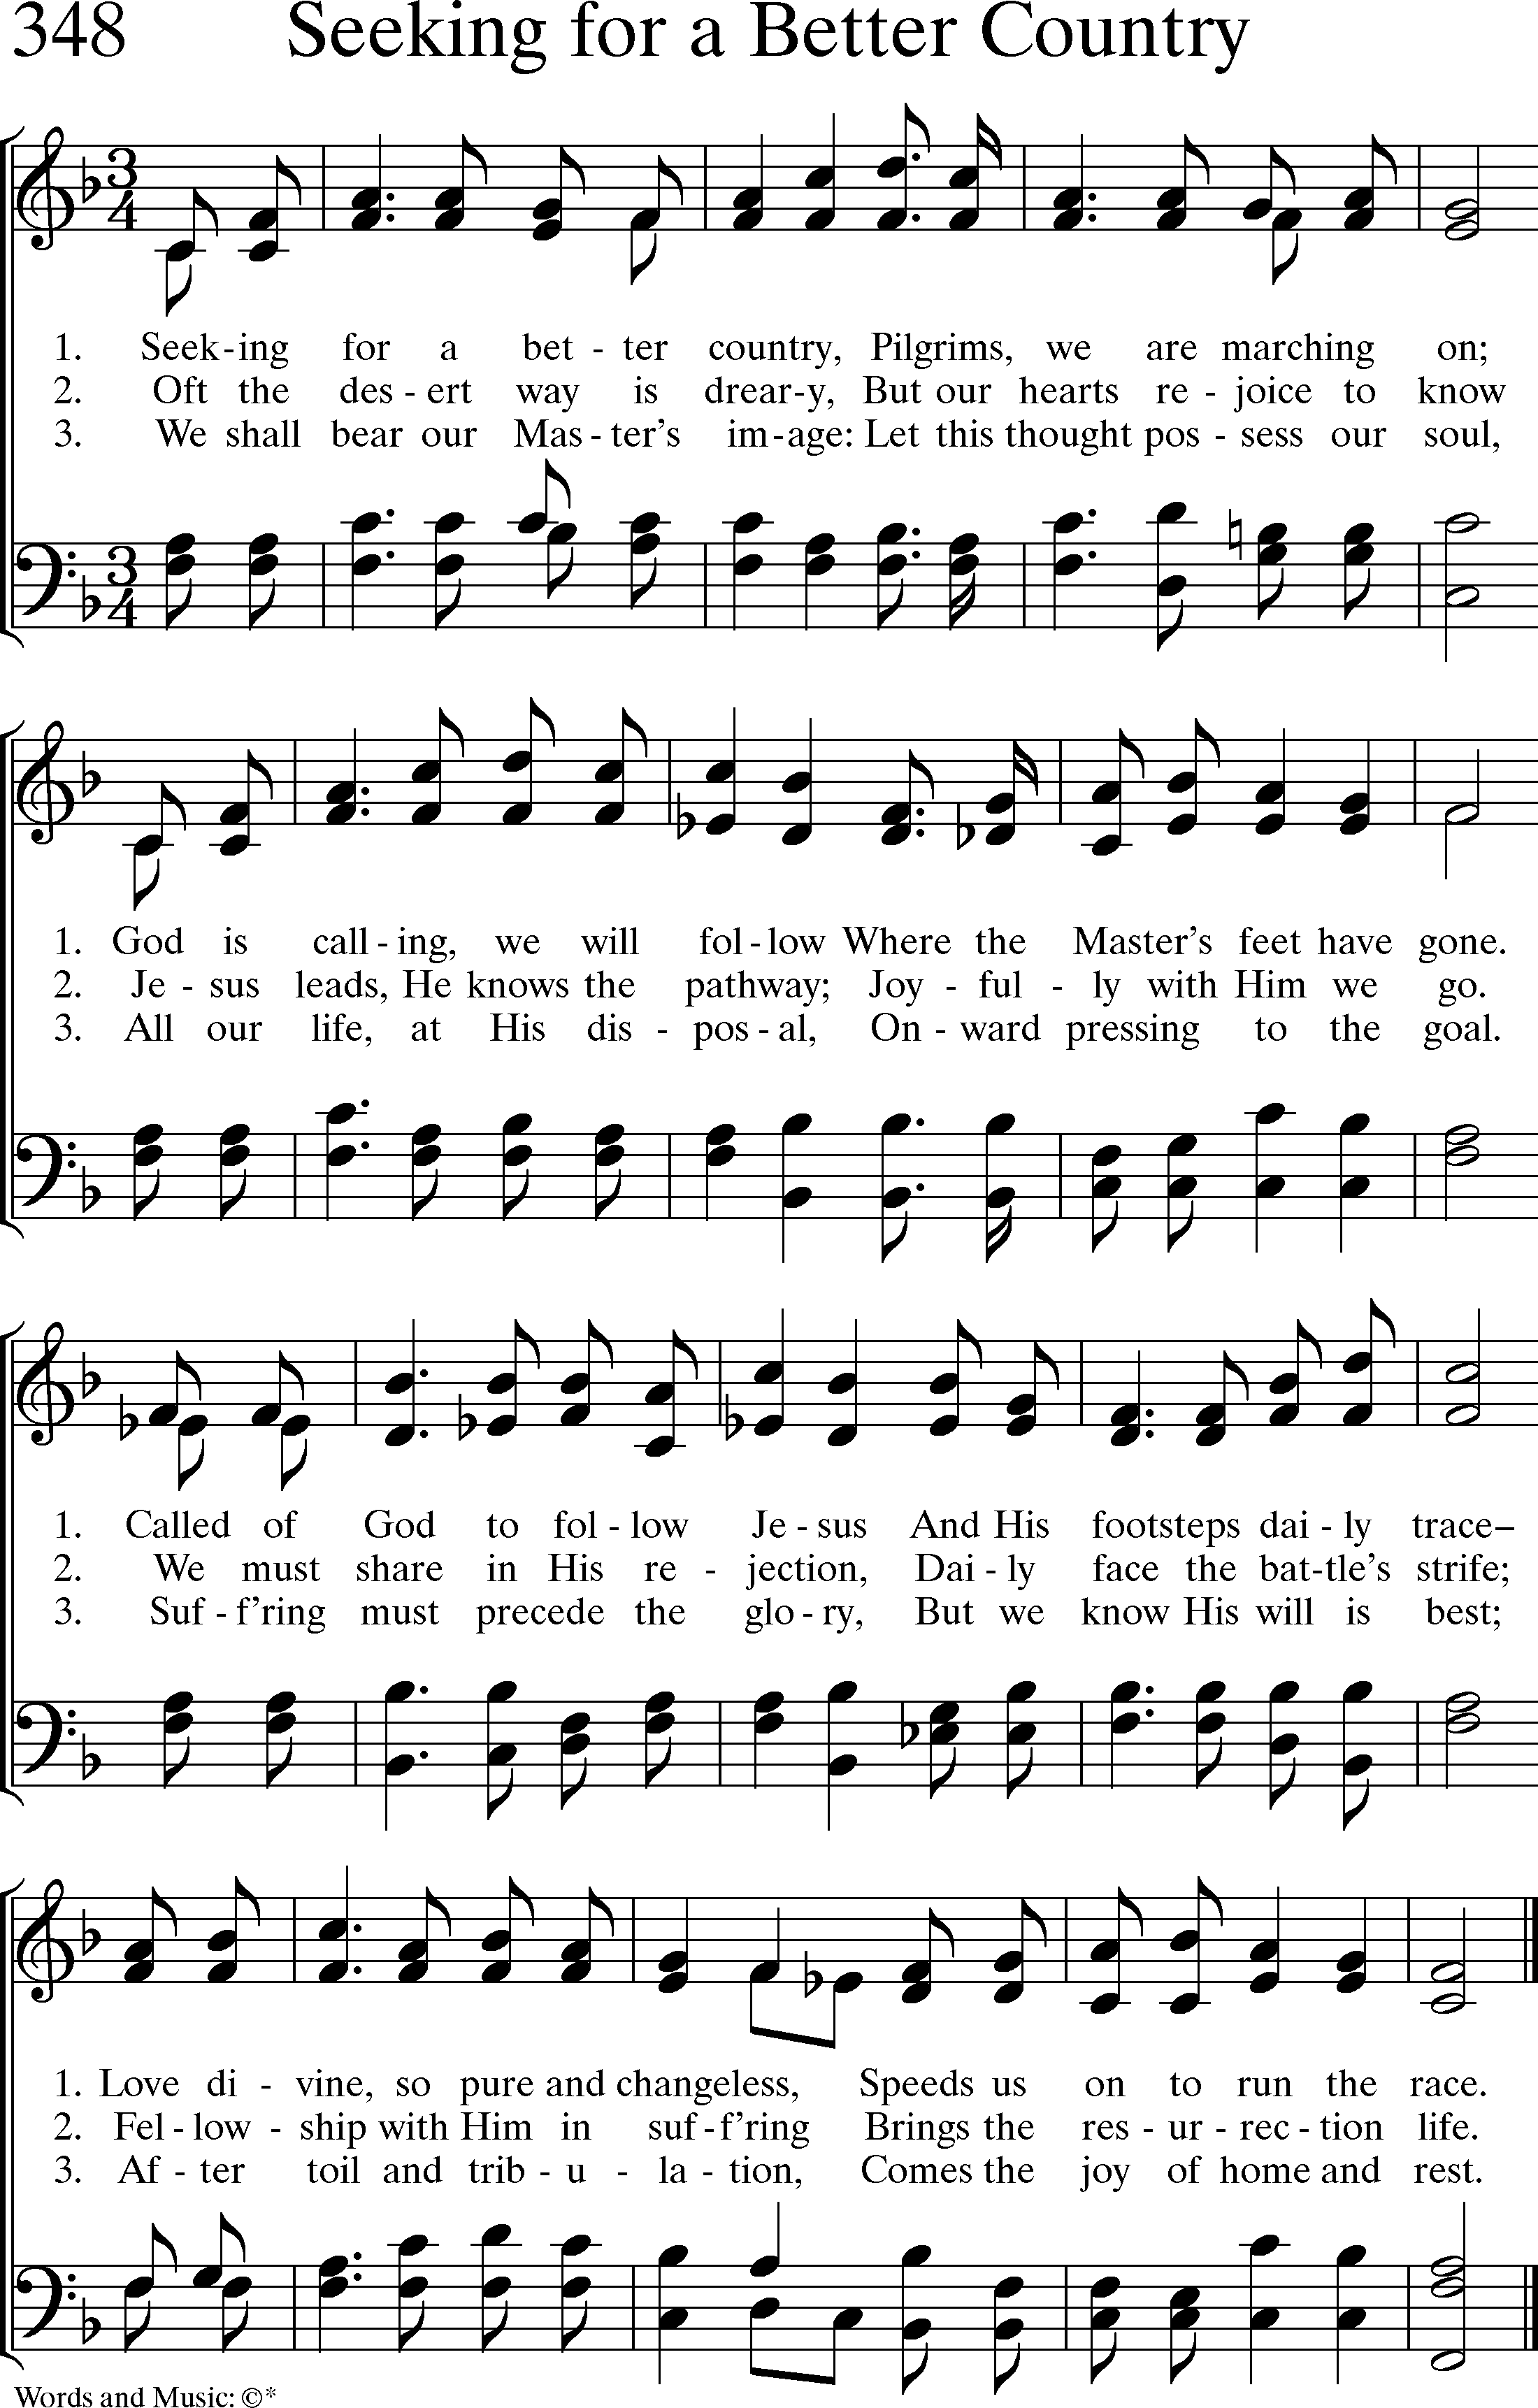 348 Seeking for a Better Country
1. Seek-ing for a bet - ter country, Pilgrims, we are marching on;
2. Oft the des - ert way is drear-y, But our hearts re - joice to know
3. We shall bear our Mas - ter's im-age: Let this thought pos - sess our soul,
1. God is call - ing, we will fol - low Where the Master's feet have gone.
2. Je - sus leads, He knows the pathway; Joy - ful - ly with Him we go.
3. All our life, at His dis - pos - al, On - ward pressing to the goal.
1. Called of God to fol - low Je - sus And His footsteps dai - ly trace–
2. We must share in His re - jection, Dai - ly face the bat-tle's strife;
3. Suf - f'ring must precede the glo - ry, But we know His will is best;
1. Love di - vine, so pure and changeless, Speeds us on to run the race.
2. Fel - low - ship with Him in suf - f'ring Brings the res - ur - rec - tion life.
3. Af - ter toil and trib - u - la - tion, Comes the joy of home and rest.
Words and Music: ©*